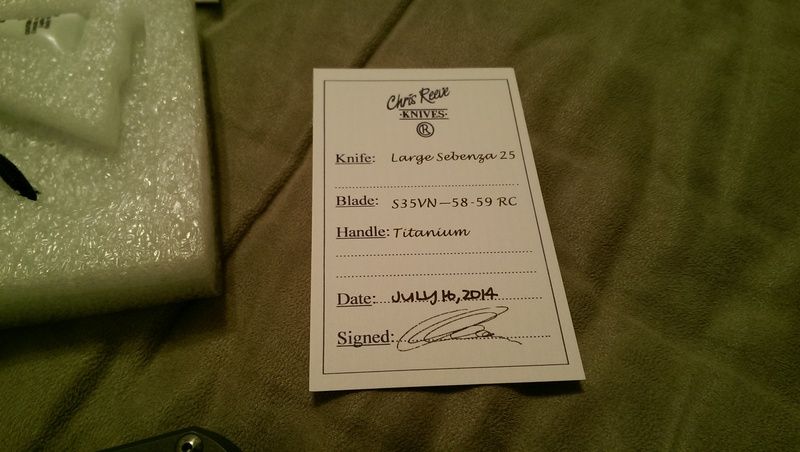 Chris Reeve
·KNIVES·
®
Knife: Large Sebenza 25
Blade: S35VN—58-59 RC
Handle: Titanium
Date: JULY 16, 2014
Signed: